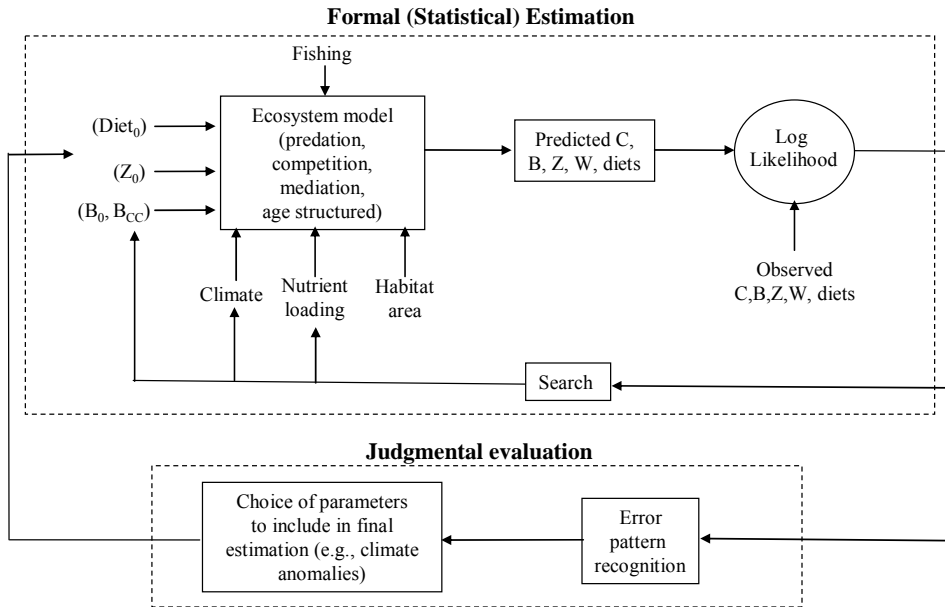 Formal (Statistical) Estimation
Fishing
(Diet₀)
(Z₀)
(B₀, B_CC)
Ecosystem model
(predation,
competition,
mediation,
age structured)
Predicted C,
B, Z, W, diets
Log
Likelihood
Climate
Nutrient
loading
Habitat
area
Observed
C,B,Z,W, diets
Search
Judgmental evaluation
Choice of parameters
to include in final
estimation (e.g., climate
anomalies)
Error
pattern
recognition